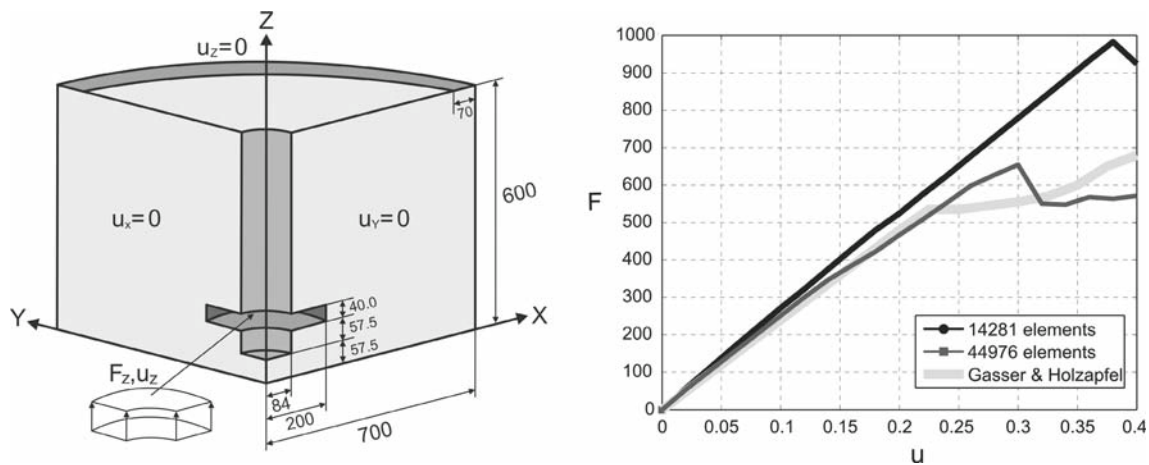 Z
u_z=0
70
600
u_x=0
u_Y=0
Y
X
40.0
57.5
57.5
F_z,u_z
84
200
700
1000
900
800
700
600
F
500
400
300
200
100
0
14281 elements
44976 elements
Gasser & Holzapfel
0 0.05 0.1 0.15 0.2 0.25 0.3 0.35 0.4
u